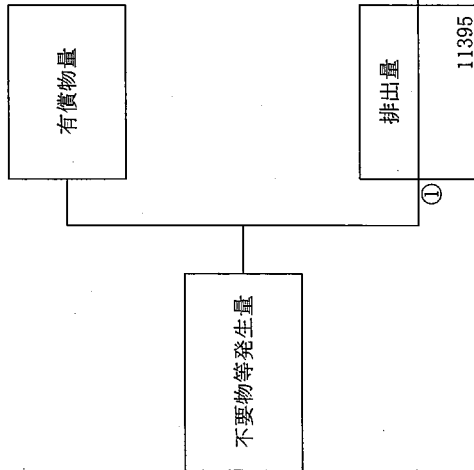 不要物等発生量
有償物量
①
排出量
11395